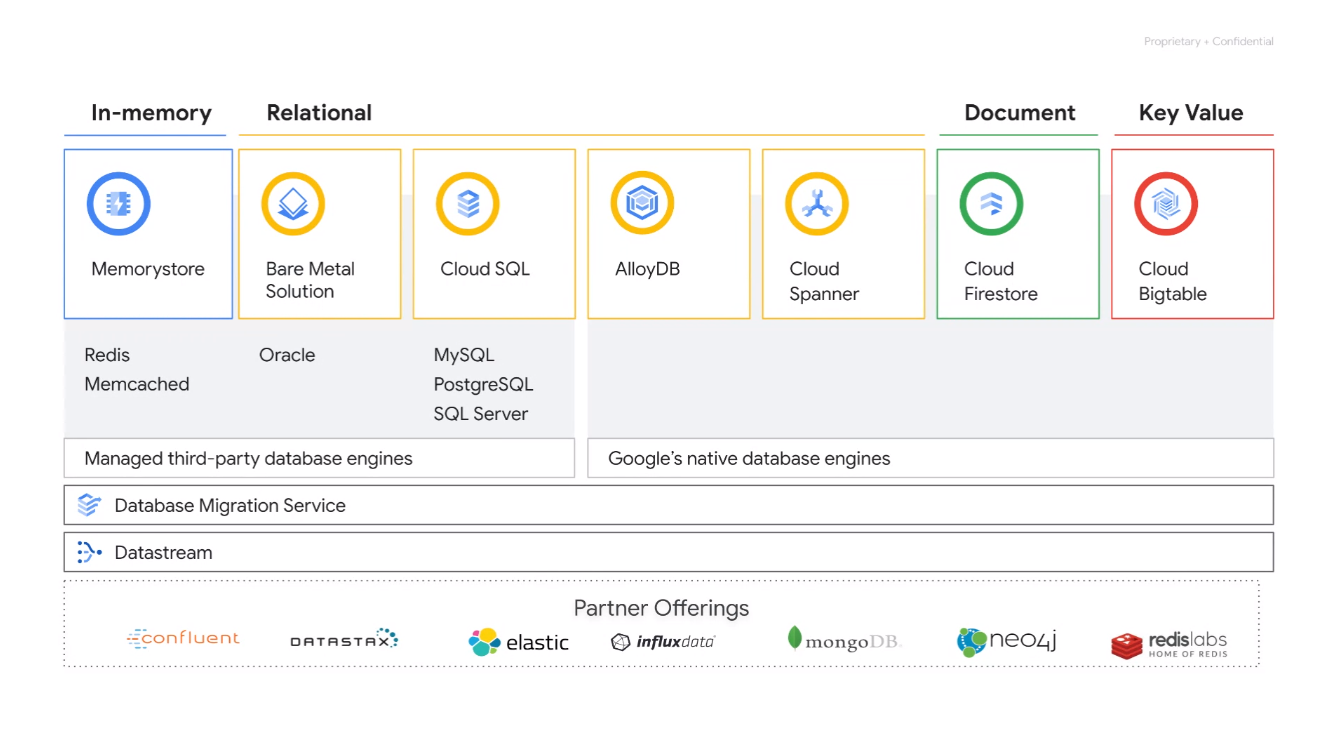 Proprietary + Confidential
In-memory
Relational
Document
Key Value
Memorystore
Bare Metal
Solution
Cloud SQL
AlloyDB
Cloud
Spanner
Cloud
Firestore
Cloud
Bigtable
Redis
Memcached
Oracle
MySQL
PostgreSQL
SQL Server
Managed third-party database engines
Google's native database engines
Database Migration Service
Datastream
Partner Offerings
confluent
DATASTAX
elastic
influxdata
mongoDB
neo4j
redislabs
HOME OF REDIS